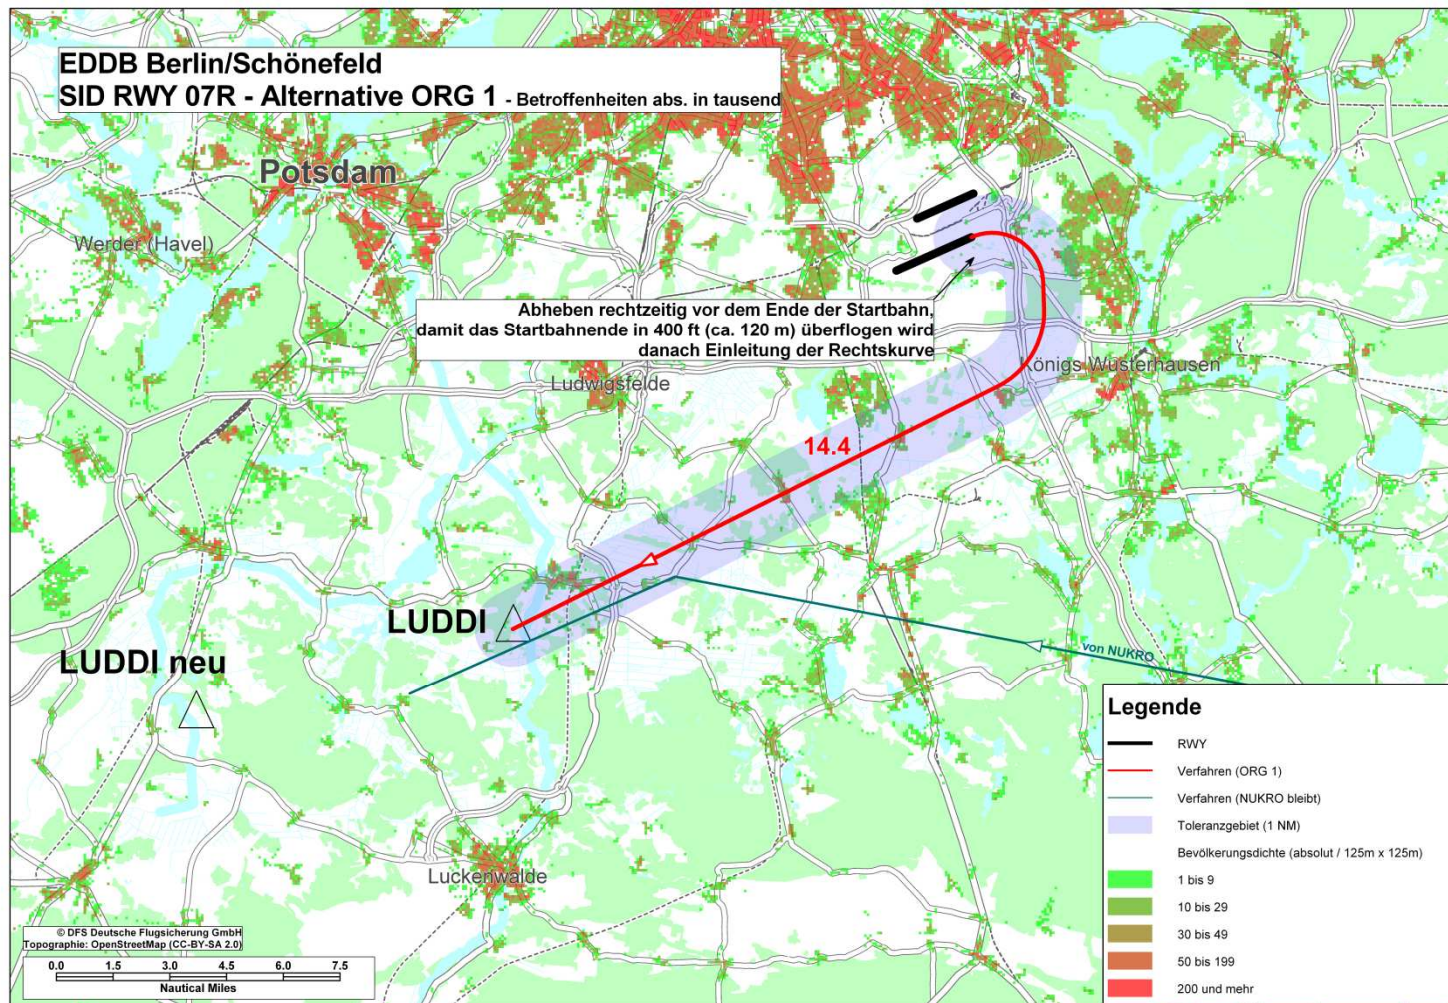 EDDB Berlin/Schönefeld
SID RWY 07R - Alternative ORG 1 - Betroffenheiten abs. in tausend
Potsdam
Werder (Havel)
Abheben rechtzeitig vor dem Ende der Startbahn,
damit das Startbahnende in 400 ft (ca. 120 m) überflogen wird
danach Einleitung der Rechtskurve
Königs Wusterhausen
Ludwigsfelde
14.4
LUDDI
von NUKRO
LUDDI neu
Luckenwalde
Legende
RWY
Verfahren (ORG 1)
Verfahren (NUKRO bleibt)
Toleranzgebiet (1 NM)
Bevölkerungsdichte (absolut / 125m x 125m)
1 bis 9
10 bis 29
30 bis 49
50 bis 199
200 und mehr
© DFS Deutsche Flugsicherung GmbH
Topographie: OpenStreetMap (CC-BY-SA 2.0)
0.0 1.5 3.0 4.5 6.0 7.5
Nautical Miles